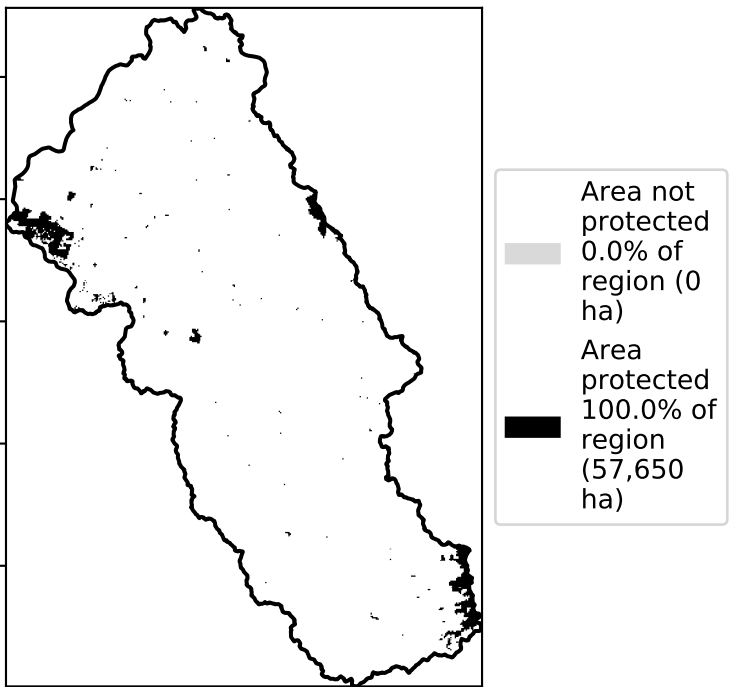 Area not
protected
0.0% of
region (0
ha)
Area
protected
100.0% of
region
(57,650
ha)